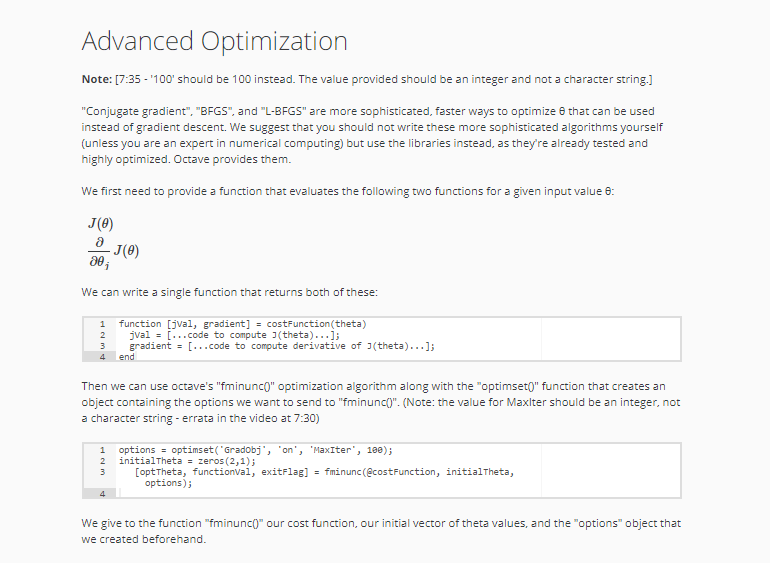 Advanced Optimization
Note: [7:35 - '100' should be 100 instead. The value provided should be an integer and not a character string.]
"Conjugate gradient", "BFGS", and "L-BFGS" are more sophisticated, faster ways to optimize θ that can be used
instead of gradient descent. We suggest that you should not write these more sophisticated algorithms yourself
(unless you are an expert in numerical computing) but use the libraries instead, as they're already tested and
highly optimized. Octave provides them.
We first need to provide a function that evaluates the following two functions for a given input value θ:
J(θ)
∂
∂θj J(θ)
We can write a single function that returns both of these:
1 function [jVal, gradient] = costFunction(theta)
2 jVal = [...code to compute J(theta)...];
3 gradient = [...code to compute derivative of J(theta)...];
4 end
Then we can use octave's "fminunc()" optimization algorithm along with the "optimset()" function that creates an
object containing the options we want to send to "fminunc()". (Note: the value for MaxIter should be an integer, not
a character string - errata in the video at 7:30)
1 options = optimset('GradObj', 'on', 'MaxIter', 100);
2 initialTheta = zeros(2,1);
3 [optTheta, functionVal, exitFlag] = fminunc(@costFunction, initialTheta,
options);
4
We give to the function "fminunc()" our cost function, our initial vector of theta values, and the "options" object that
we created beforehand.